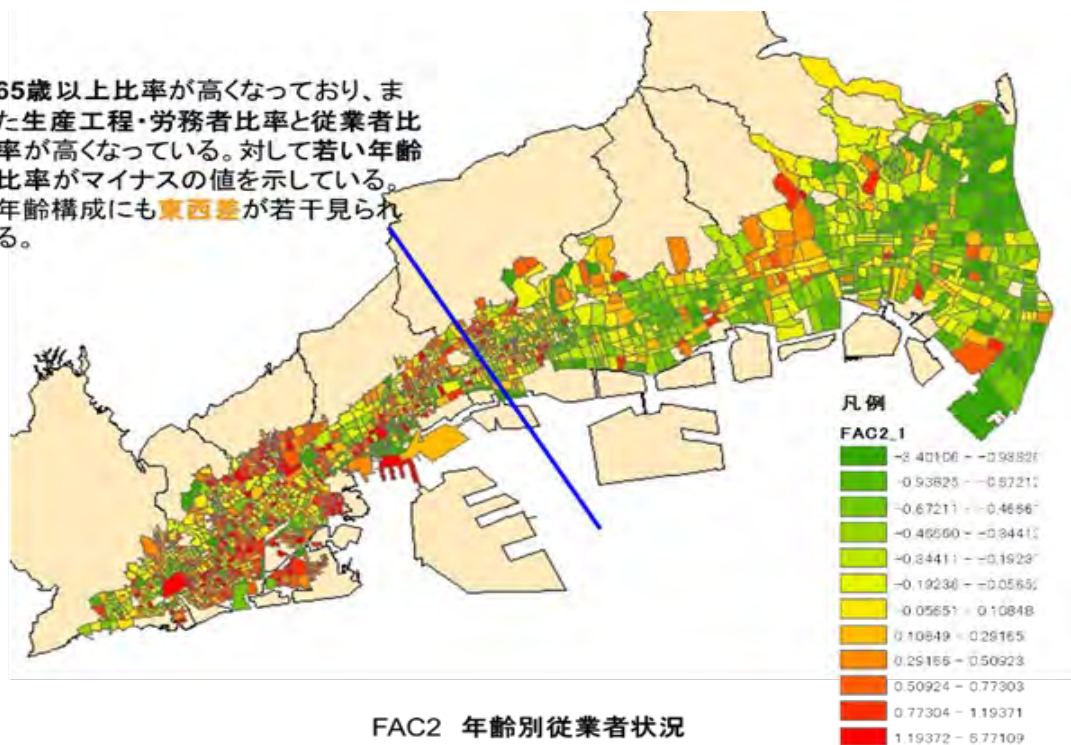 65歳以上比率が高くなっており、ま
た生産工程・労務者比率と従業者比
率が高くなっている。対して若い年齢
比率がマイナスの値を示している。
年齢構成にも東西差が若干見られ
る。
凡例
FAC2_1
-0.05651 - 0.10848
0.10849 - 0.29165
0.29166 - 0.50923
0.50924 - 0.77303
0.77304 - 1.19371
1.19372 - 6.77109
FAC2 年齢別従業者状況